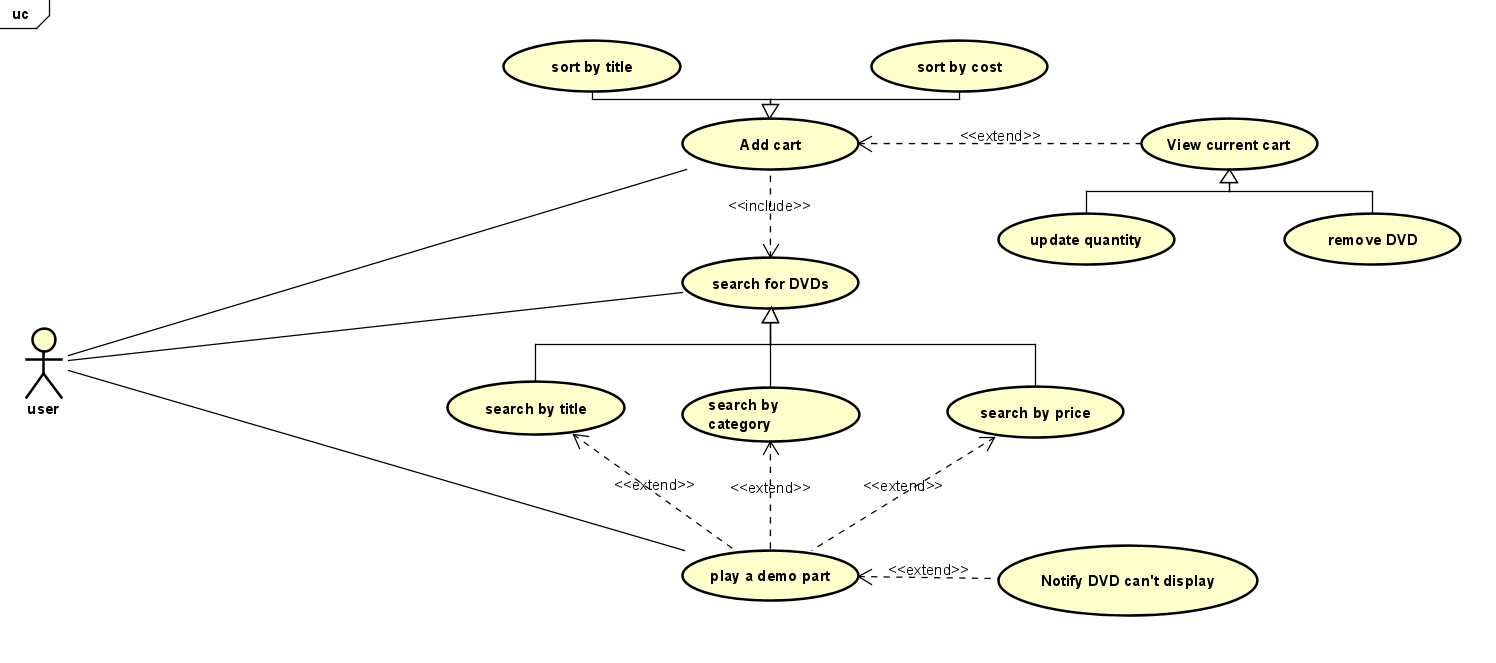 uc
sort by title
sort by cost
<<extend>>
Add cart
View current cart
<<include>>
update quantity
remove DVD
search for DVDs
user
search by title
search by
category
search by price
<<extend>>
<<extend>>
<<extend>>
play a demo part
<<extend>>
Notify DVD can't display